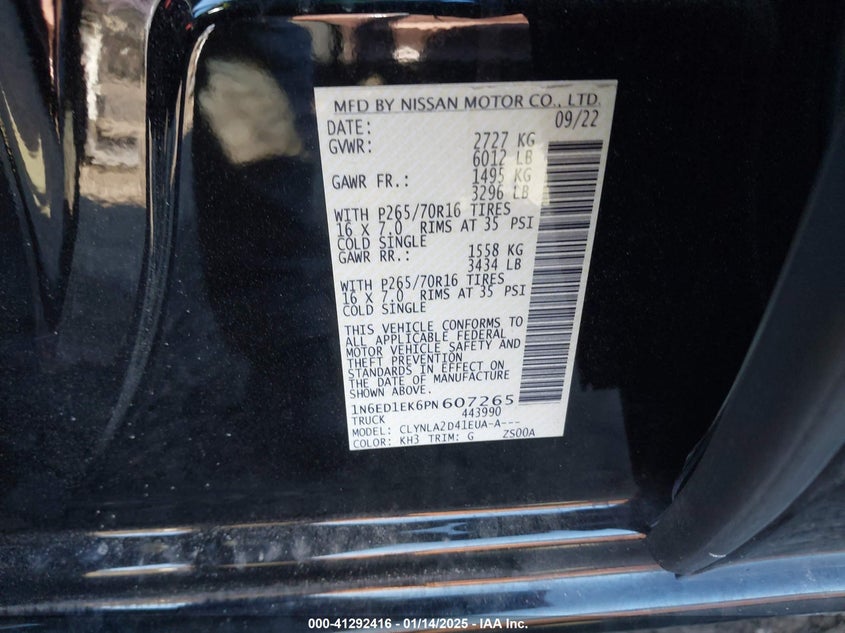 MFD BY NISSAN MOTOR CO., LTD.
DATE: 09/22
GVWR: 2727 KG
6012 LB
GAWR FR.: 1495 KG
3296 LB
WITH P265/70R16 TIRES
16 X 7.0 RIMS AT 35 PSI
COLD SINGLE
GAWR RR.: 1558 KG
3434 LB
WITH P265/70R16 TIRES
16 X 7.0 RIMS AT 35 PSI
COLD SINGLE
THIS VEHICLE CONFORMS TO
ALL APPLICABLE FEDERAL
MOTOR VEHICLE SAFETY AND
THEFT PREVENTION
STANDARDS IN EFFECT ON
THE DATE OF MANUFACTURE
SHOWN ABOVE.
1N6ED1EK6PN607265
TRUCK 443990
MODEL: CLYNLA2D41EUA-A---
COLOR: KH3 TRIM: G ZS00A
000-41292416 - 01/14/2025 - IAA Inc.